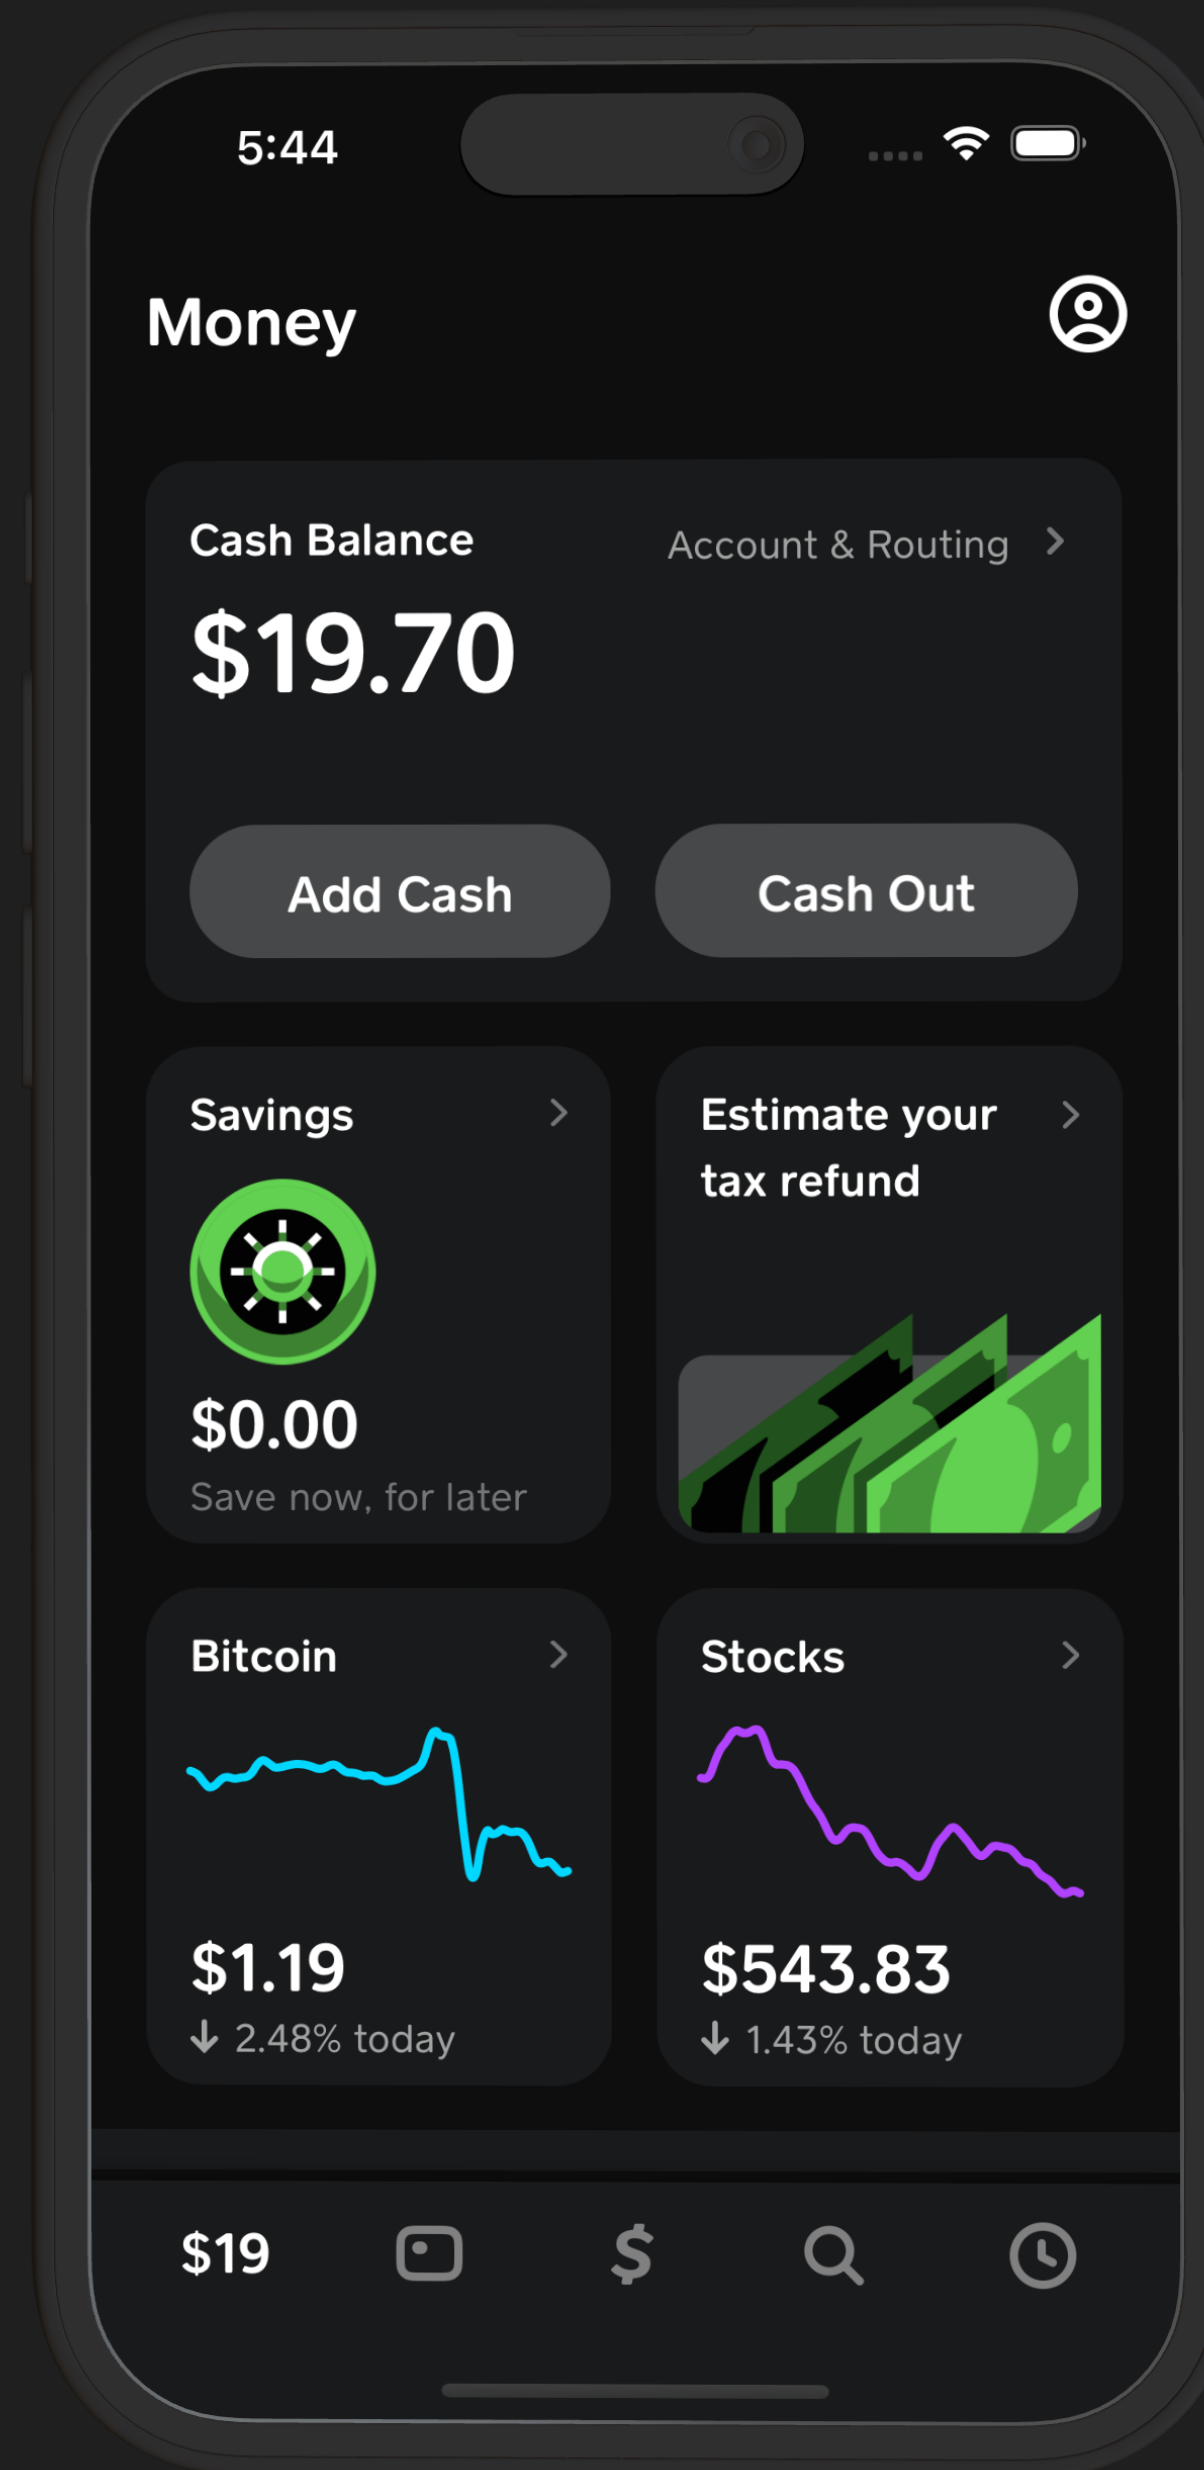 5:44
Money
Cash Balance
Account & Routing
$19.70
Add Cash
Cash Out
Savings
$0.00
Save now, for later
Estimate your
tax refund
Bitcoin
$1.19
2.48% today
Stocks
$543.83
1.43% today
$19